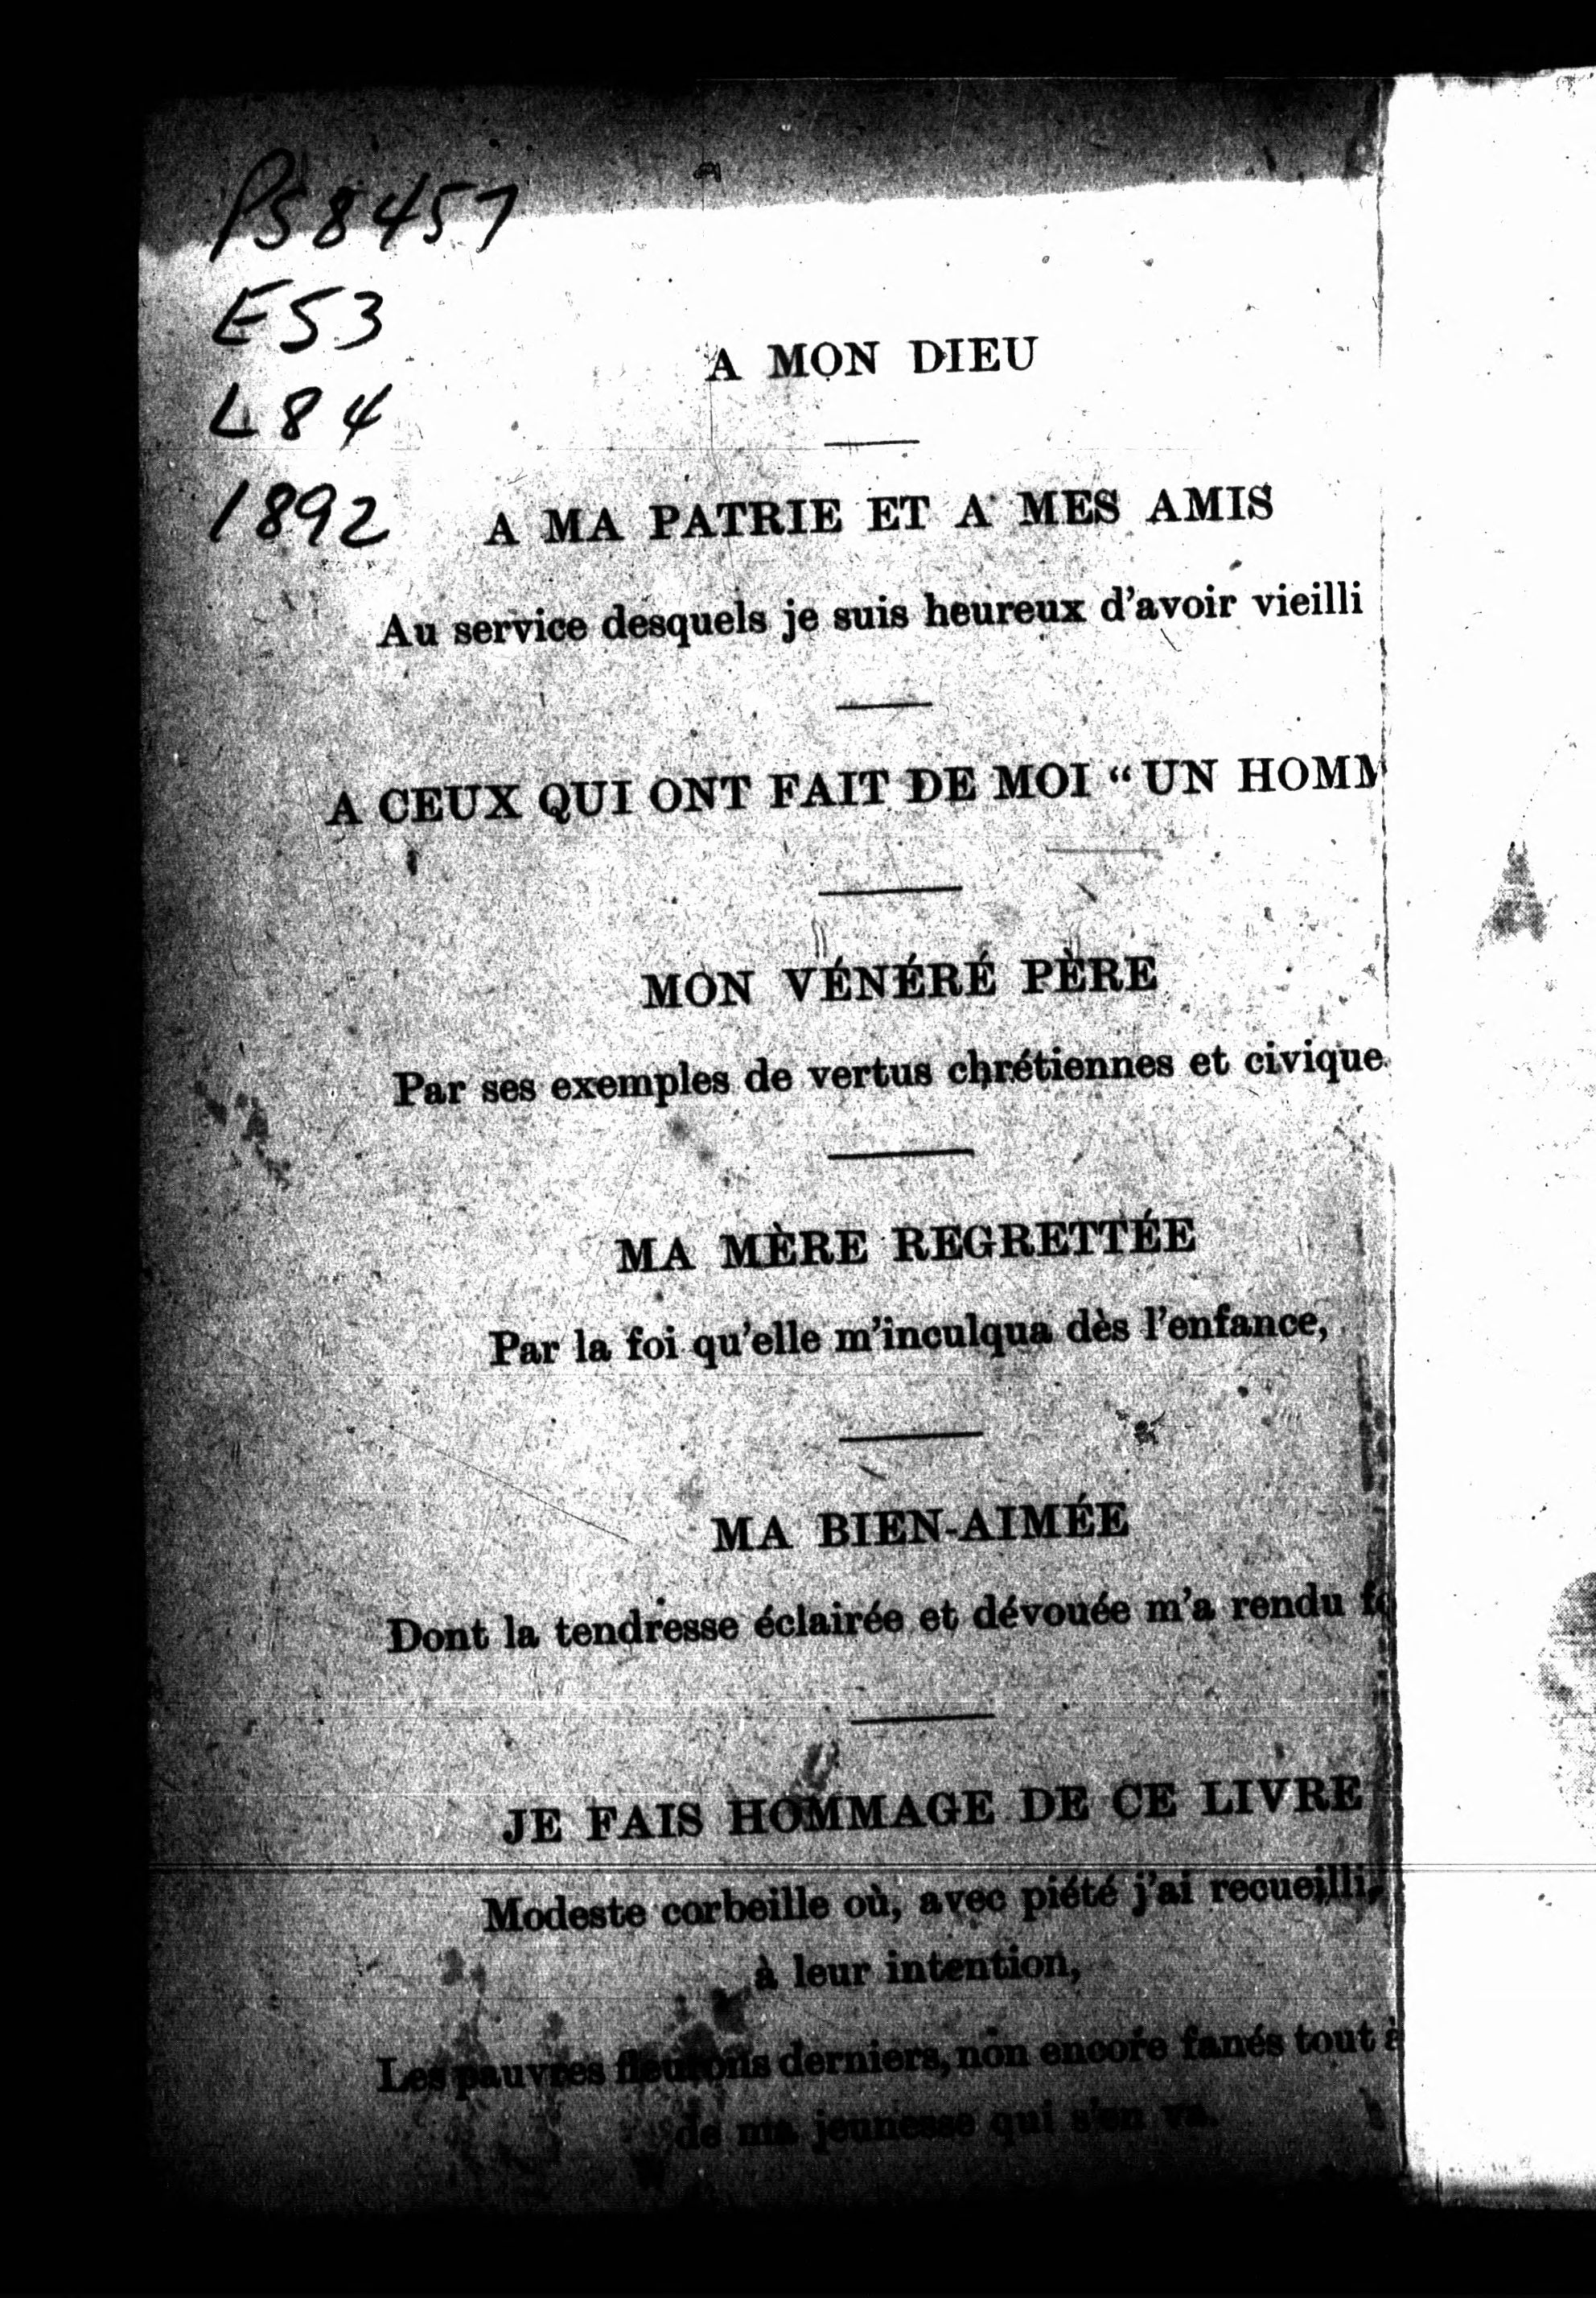 PS8457
E53
L84
1892
A MON DIEU
A MA PATRIE ET A MES AMIS
Au service desquels je suis heureux d'avoir vieilli
A CEUX QUI ONT FAIT DE MOI "UN HOMM
MON VÉNÉRÉ PÈRE
Par ses exemples de vertus chrétiennes et civique
MA MÈRE REGRETTÉE
Par la foi qu'elle m'inculqua dès l'enfance,
MA BIEN-AIMÉE
Dont la tendresse éclairée et dévouée m'a rendu fo
JE FAIS HOMMAGE DE CE LIVRE
Modeste corbeille où, avec piété j'ai recueilli,
à leur intention,
Les pauvres fleurons derniers, non encore fanés tout à
de ma jeunesse qui s'en va.